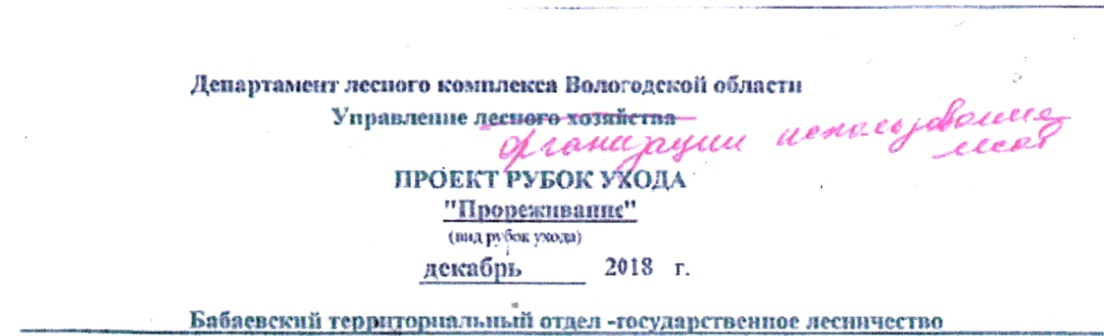 Департамент лесного комплекса Вологодской области
Управление лесного хозяйства
организации использования
лесов
ПРОЕКТ РУБОК УХОДА
"Прореживание"
(вид рубок ухода)
декабрь 2018 г.
Бабаевский территориальный отдел -государственное лесничество